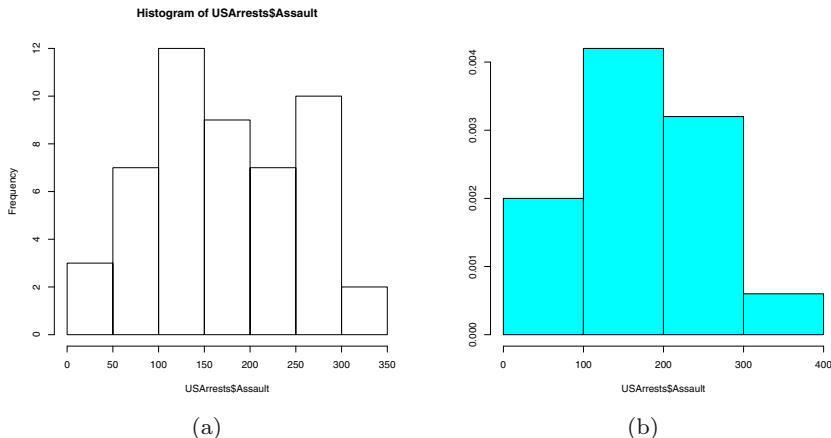 Histogram of USArrests$Assault
Frequency
12
10
8
6
4
2
0
0 50 100 150 200 250 300 350
USArrests$Assault
(a)
0.004
0.003
0.002
0.001
0.000
0 100 200 300 400
USArrests$Assault
(b)